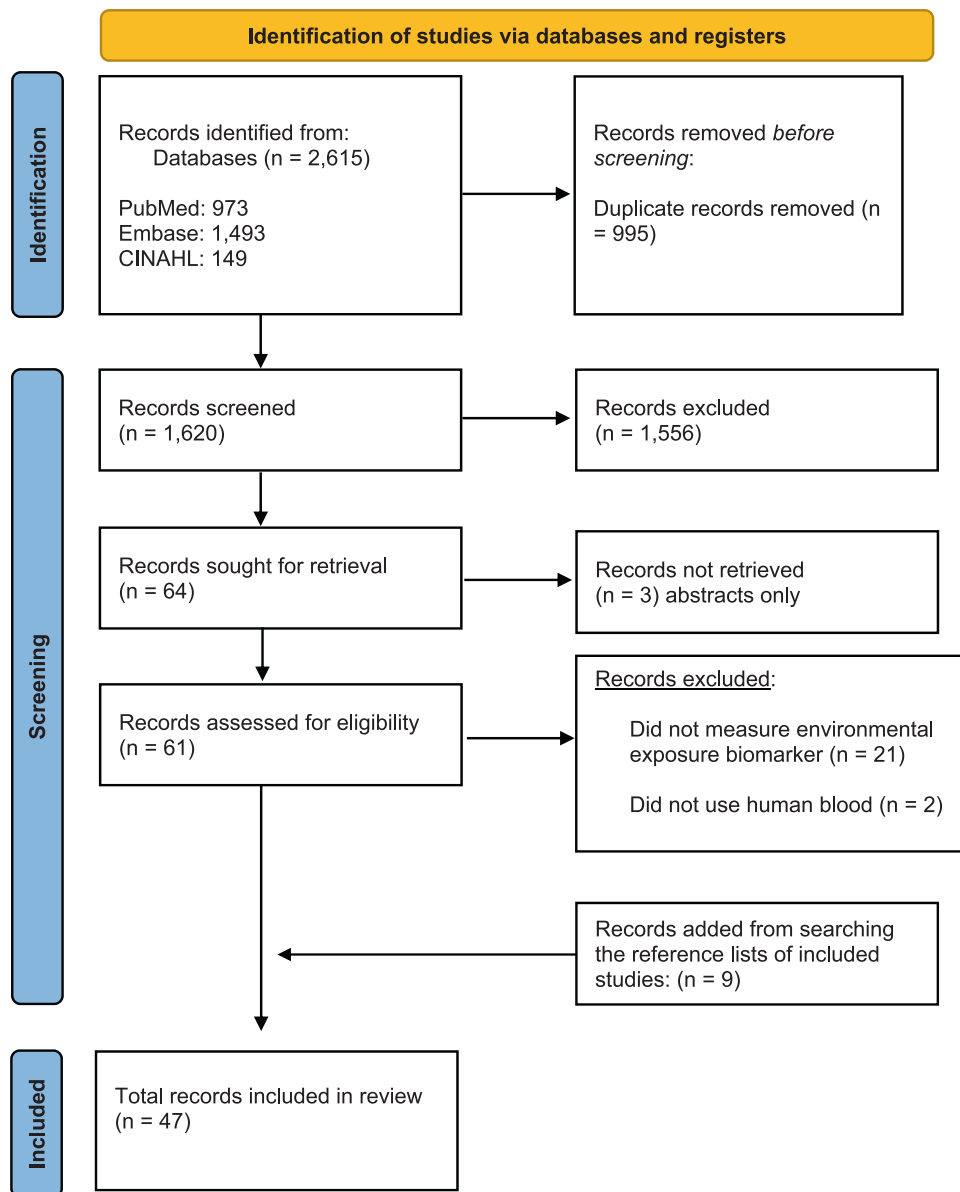 Identification of studies via databases and registers
Identification
Records identified from:
Databases (n = 2,615)
PubMed: 973
Embase: 1,493
CINAHL: 149
Records removed before
screening:
Duplicate records removed (n
= 995)
Screening
Records screened
(n = 1,620)
Records excluded
(n = 1,556)
Records sought for retrieval
(n = 64)
Records not retrieved
(n = 3) abstracts only
Records assessed for eligibility
(n = 61)
Records excluded:
Did not measure environmental
exposure biomarker (n = 21)
Did not use human blood (n = 2)
Records added from searching
the reference lists of included
studies: (n = 9)
Included
Total records included in review
(n = 47)